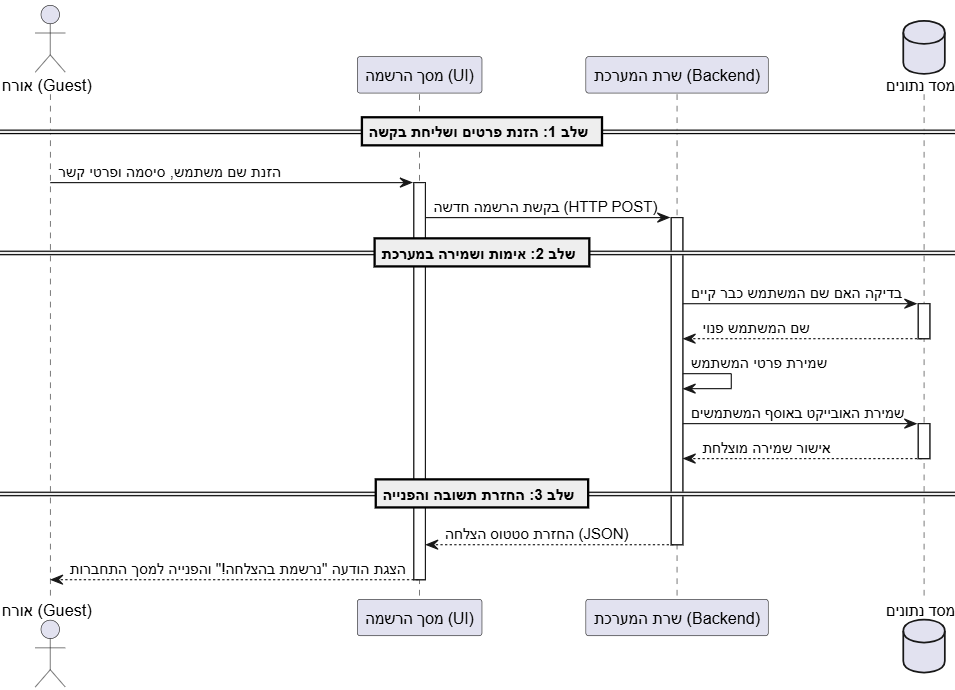 אורח (Guest)
מסך הרשמה (UI)
שרת המערכת (Backend)
מסד נתונים
שלב 1: הזנת פרטים ושליחת בקשה
הזנת שם משתמש, סיסמה ופרטי קשר
בקשת הרשמה חדשה (HTTP POST)
שלב 2: אימות ושמירה במערכת
בדיקה האם שם המשתמש כבר קיים
שם המשתמש פנוי
שמירת פרטי המשתמש
שמירת האובייקט באוסף המשתמשים
אישור שמירה מוצלחת
שלב 3: החזרת תשובה והפנייה
החזרת סטטוס הצלחה (JSON)
הצגת הודעה "נרשמת בהצלחה!" והפנייה למסך התחברות
אורח (Guest)
מסך הרשמה (UI)
שרת המערכת (Backend)
מסד נתונים